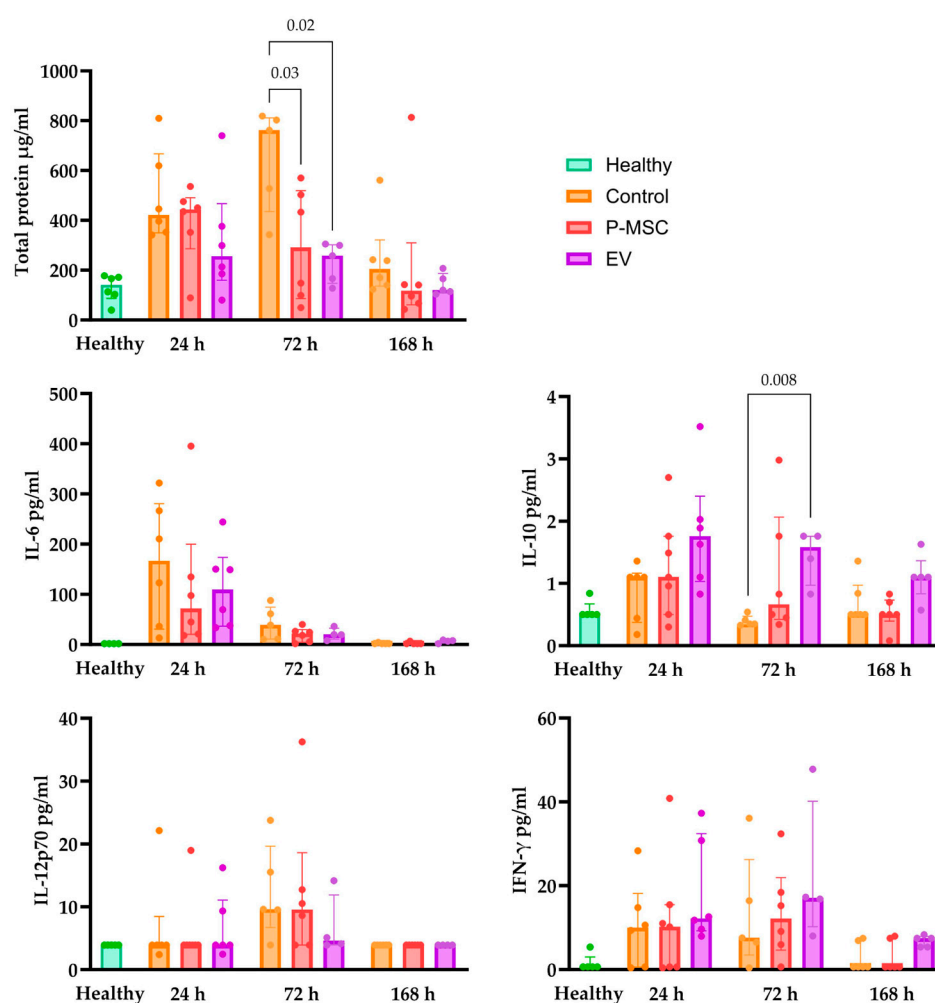 0.02
0.03
Total protein μg/ml
1000
800
600
400
200
0
Healthy 24 h 72 h 168 h
Healthy
Control
P-MSC
EV
IL-6 pg/ml
500
400
300
200
100
0
Healthy 24 h 72 h 168 h
0.008
IL-10 pg/ml
4
3
2
1
0
Healthy 24 h 72 h 168 h
IL-12p70 pg/ml
40
30
20
10
0
Healthy 24 h 72 h 168 h
IFN-γ pg/ml
60
40
20
0
Healthy 24 h 72 h 168 h